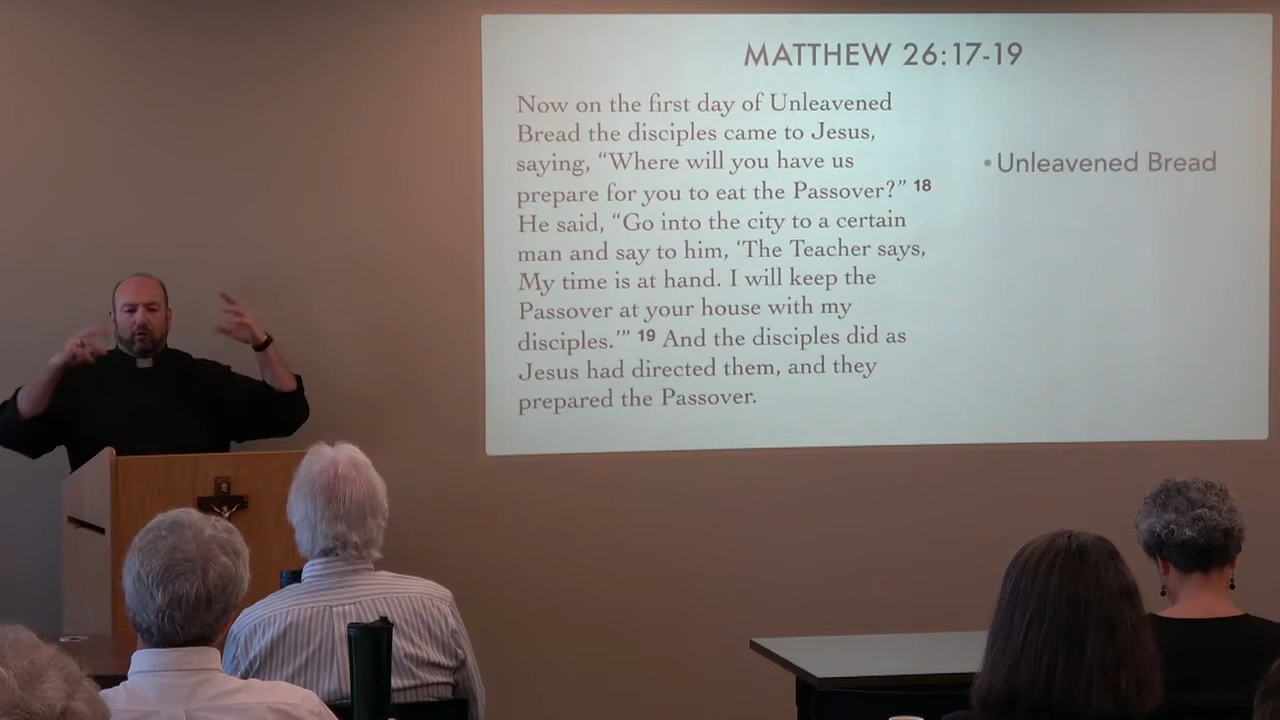 MATTHEW 26:17-19
Now on the first day of Unleavened
Bread the disciples came to Jesus,
saying, “Where will you have us
prepare for you to eat the Passover?” 18
He said, “Go into the city to a certain
man and say to him, ‘The Teacher says,
My time is at hand. I will keep the
Passover at your house with my
disciples.’” 19 And the disciples did as
Jesus had directed them, and they
prepared the Passover.
• Unleavened Bread